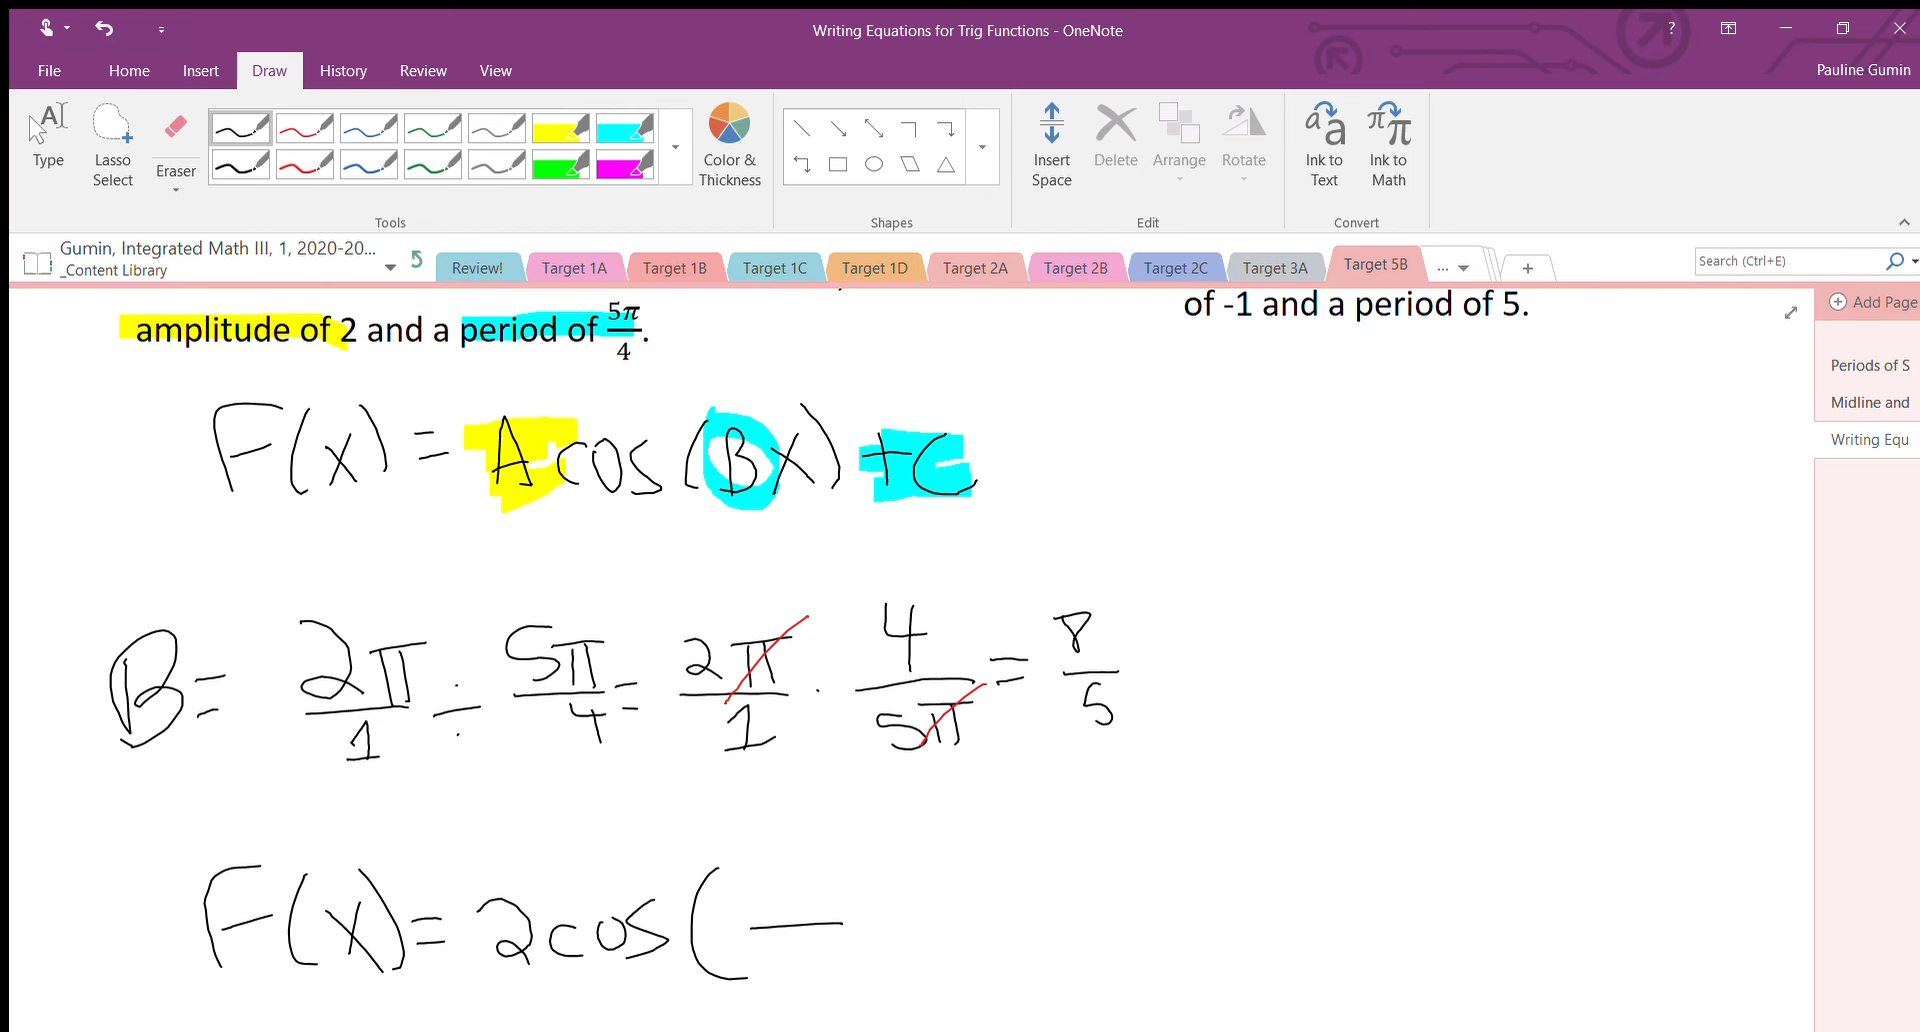 Writing Equations for Trig Functions - OneNote
?
File Home Insert Draw History Review View
Pauline Gumin
Type
Lasso Select
Eraser
Color & Thickness
Insert Space
Delete
Arrange
Rotate
Ink to Text
Ink to Math
Tools
Shapes
Edit
Convert
Gumin, Integrated Math III, 1, 2020-20...
_Content Library
Review! Target 1A Target 1B Target 1C Target 1D Target 2A Target 2B Target 2C Target 3A Target 5B ... +
Search (Ctrl+E)
Add Page
Periods of S
Midline and
Writing Equ
amplitude of 2 and a period of 5π/4.
of -1 and a period of 5.
F(x) = A cos (Bx) + C
B = 2π/1 ÷ 5π/4 = 2π/1 · 4/5π = 8/5
F(x) = 2 cos ( —